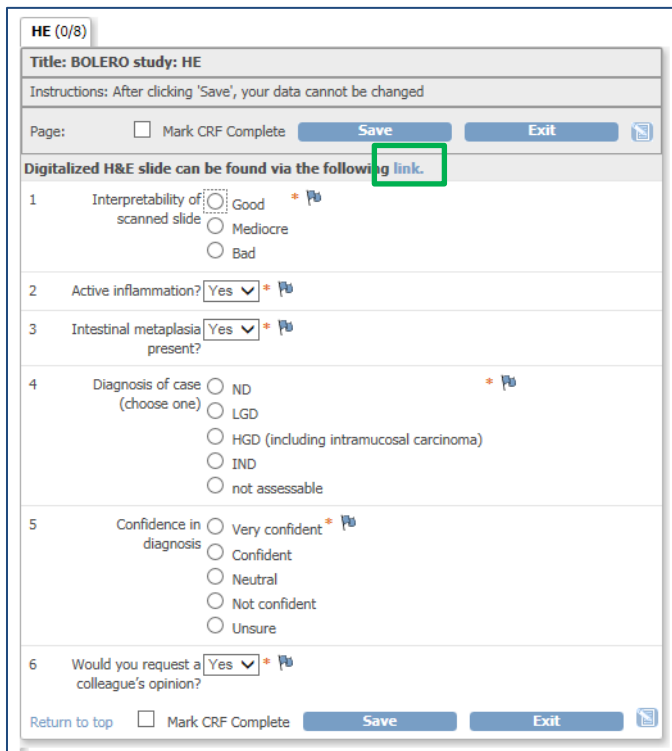 HE (0/8)
Title: BOLERO study: HE
Instructions: After clicking 'Save', your data cannot be changed
Page: Mark CRF Complete Save Exit
Digitalized H&E slide can be found via the following link.
1 Interpretability of scanned slide Good *
Mediocre
Bad
2 Active inflammation? Yes *
3 Intestinal metaplasia present? Yes *
4 Diagnosis of case (choose one) ND *
LGD
HGD (including intramucosal carcinoma)
IND
not assessable
5 Confidence in diagnosis Very confident *
Confident
Neutral
Not confident
Unsure
6 Would you request a colleague's opinion? Yes *
Return to top Mark CRF Complete Save Exit